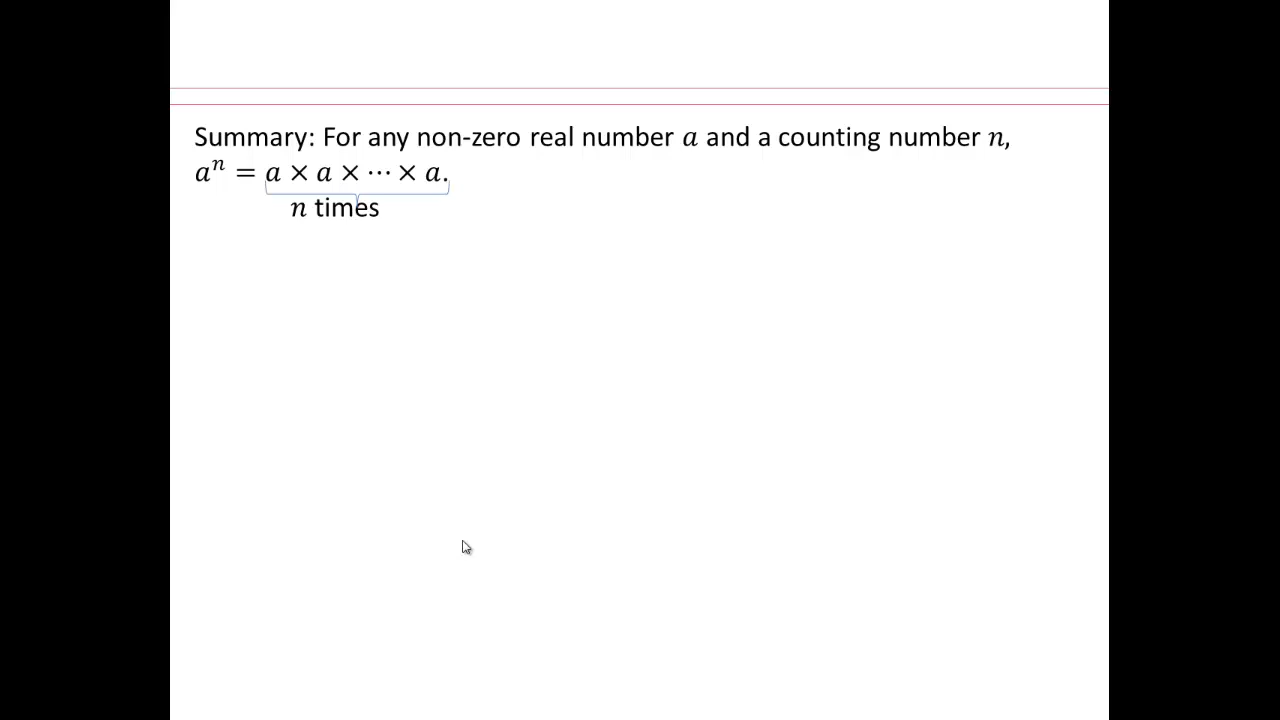 Summary: For any non-zero real number 𝑎 and a counting number 𝑛,
𝑎ⁿ = 𝑎 × 𝑎 × ⋯ × 𝑎.
𝑛 times